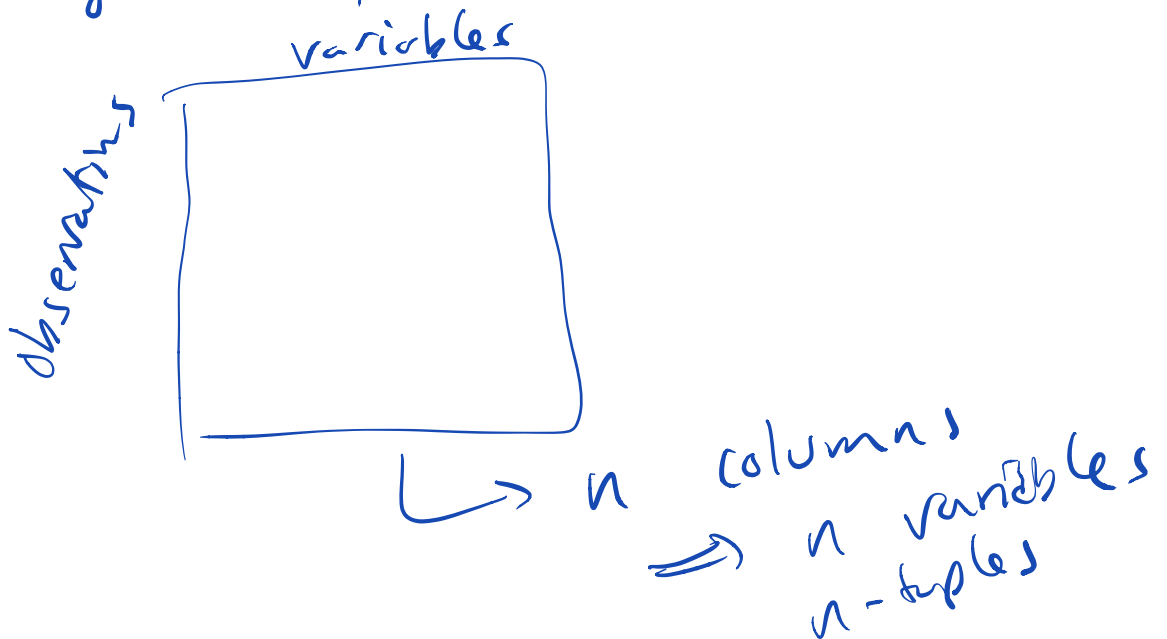 variables
observations
n columns
n variables
n-tuples